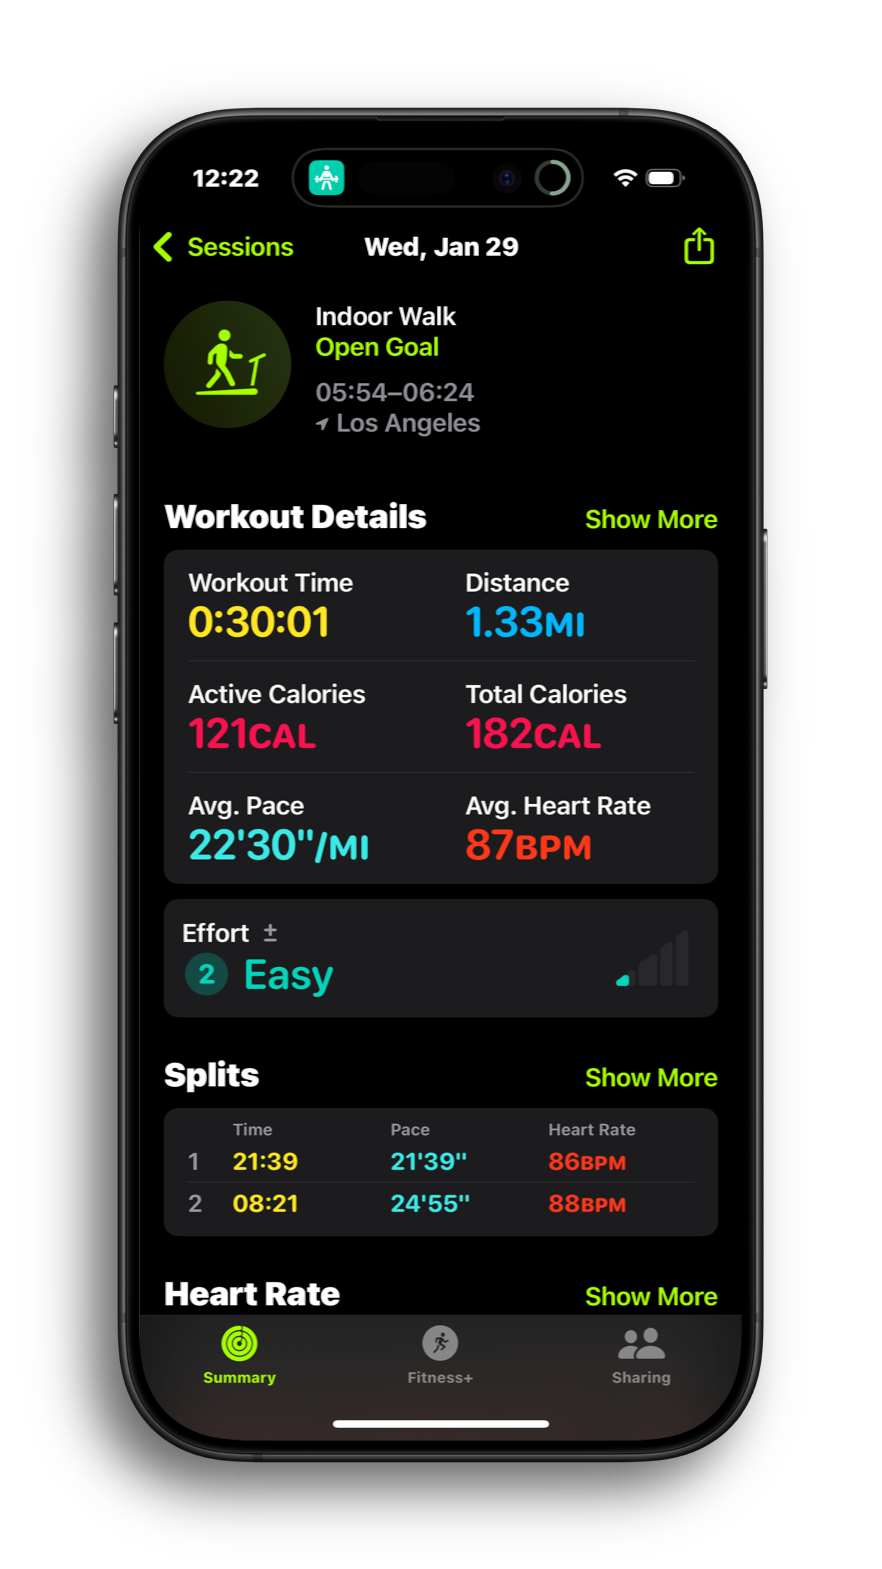 12:22
Sessions
Wed, Jan 29
Indoor Walk
Open Goal
05:54–06:24
Los Angeles
Workout Details
Show More
Workout Time
Distance
0:30:01
1.33MI
Active Calories
Total Calories
121CAL
182CAL
Avg. Pace
Avg. Heart Rate
22'30"/MI
87BPM
Effort ±
2 Easy
Splits
Show More
Time Pace Heart Rate
1 21:39 21'39" 86BPM
2 08:21 24'55" 88BPM
Heart Rate
Show More
Summary
Fitness+
Sharing